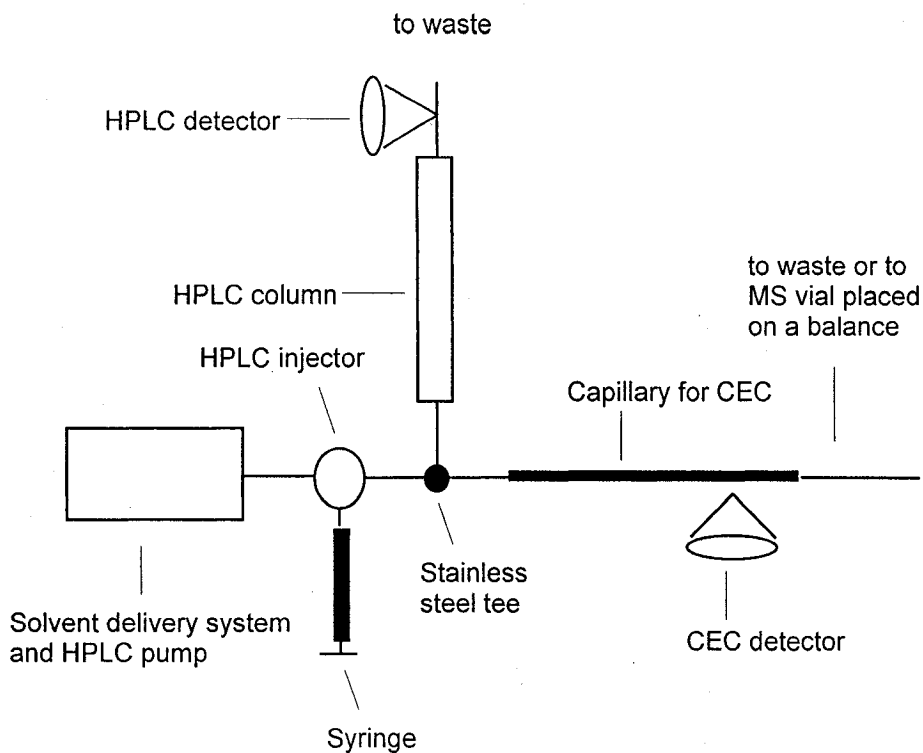 to waste
HPLC detector
HPLC column
to waste or to
MS vial placed
on a balance
HPLC injector
Capillary for CEC
Stainless
steel tee
Solvent delivery system
and HPLC pump
CEC detector
Syringe